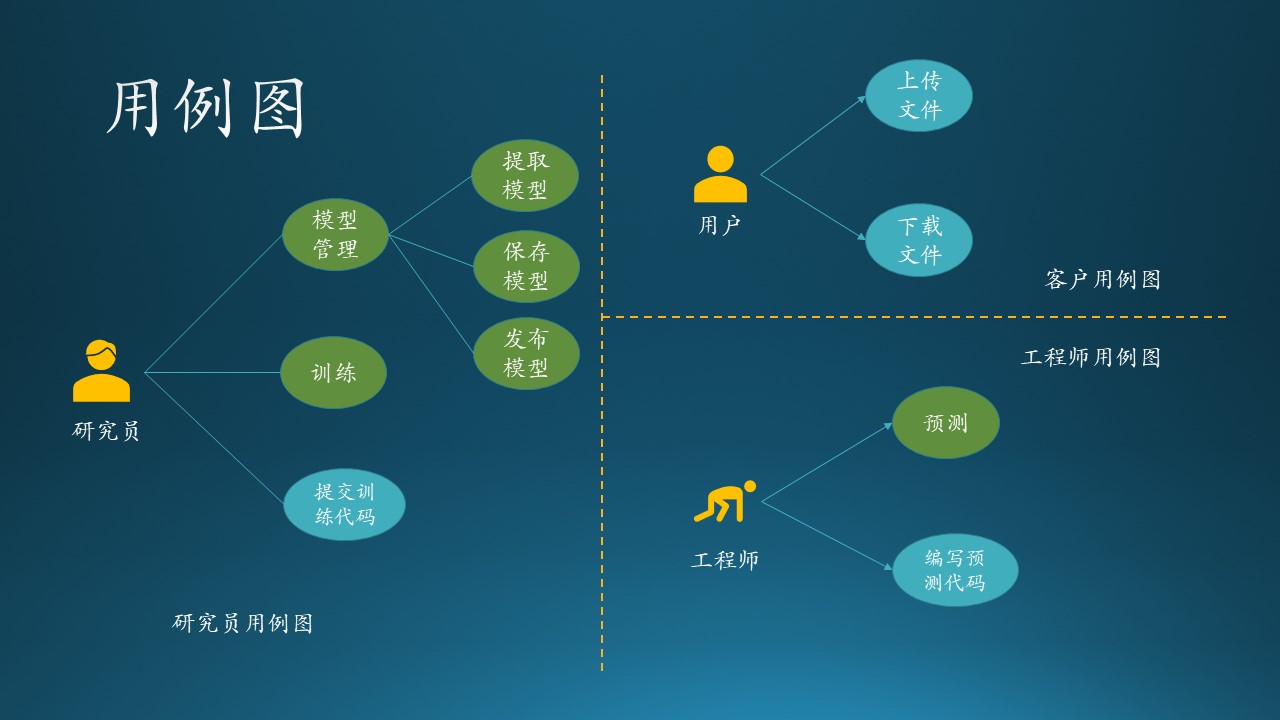 用例图
提取
模型
模型
管理
保存
模型
发布
模型
训练
研究员
提交训
练代码
研究员用例图
上传
文件
用户
下载
文件
客户用例图
工程师用例图
预测
工程师
编写预
测代码